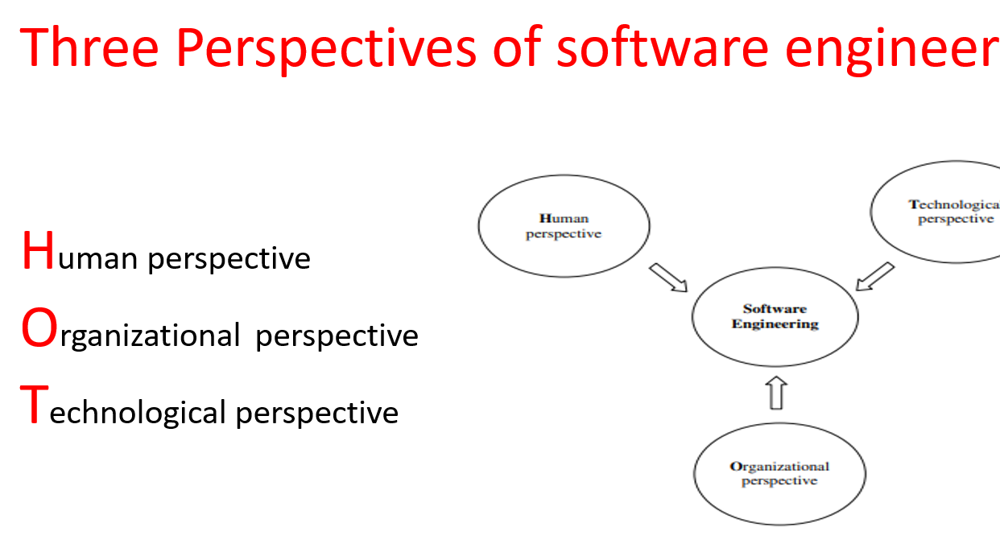 Three Perspectives of software engineer
Human perspective
Organizational perspective
Technological perspective
Human
perspective
Technologica
perspective
Software
Engineering
Organizational
perspective